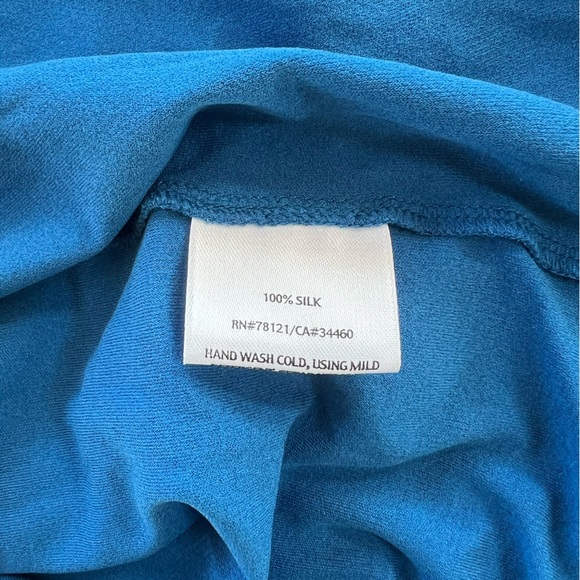 100% SILK
RN#78121/CA#34460
HAND WASH COLD, USING MILD